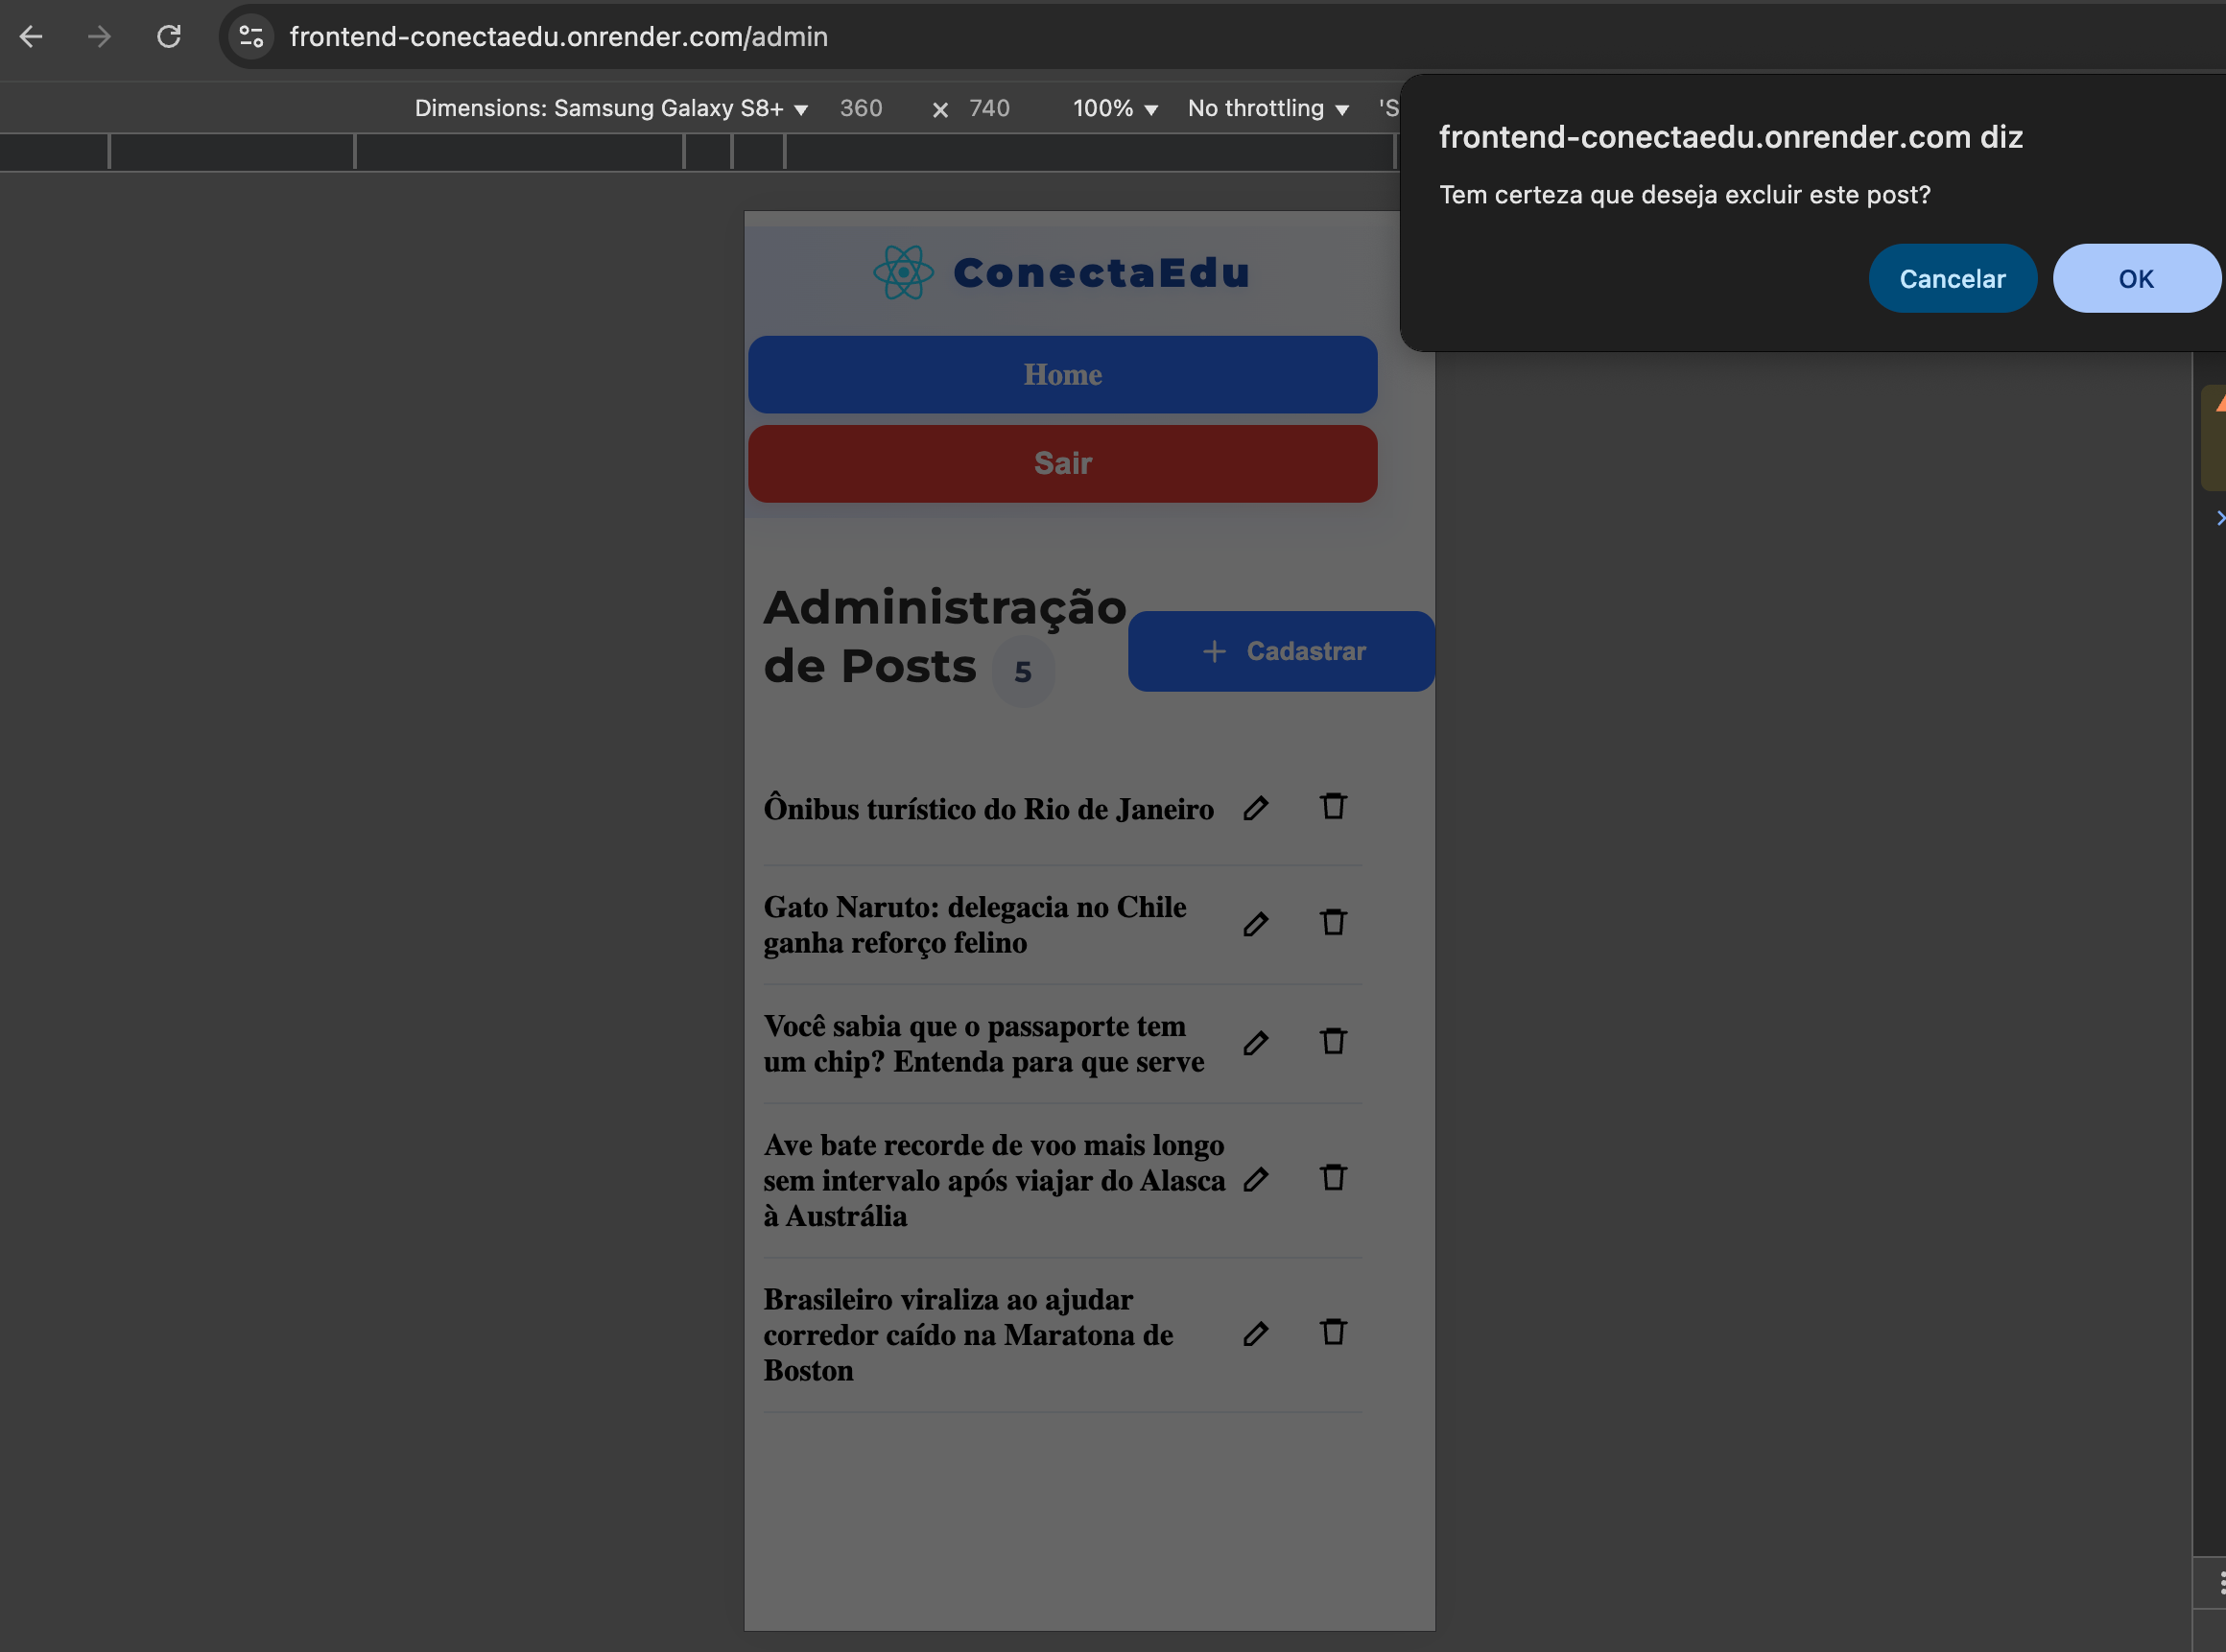 frontend-conectaedu.onrender.com/admin
Dimensions: Samsung Galaxy S8+ 360 × 740 100% No throttling 'S
frontend-conectaedu.onrender.com diz
Tem certeza que deseja excluir este post?
Cancelar OK
ConectaEdu
Home
Sair
Administração
de Posts 5
+ Cadastrar
Ônibus turístico do Rio de Janeiro
Gato Naruto: delegacia no Chile
ganha reforço felino
Você sabia que o passaporte tem
um chip? Entenda para que serve
Ave bate recorde de voo mais longo
sem intervalo após viajar do Alasca
à Austrália
Brasileiro viraliza ao ajudar
corredor caído na Maratona de
Boston